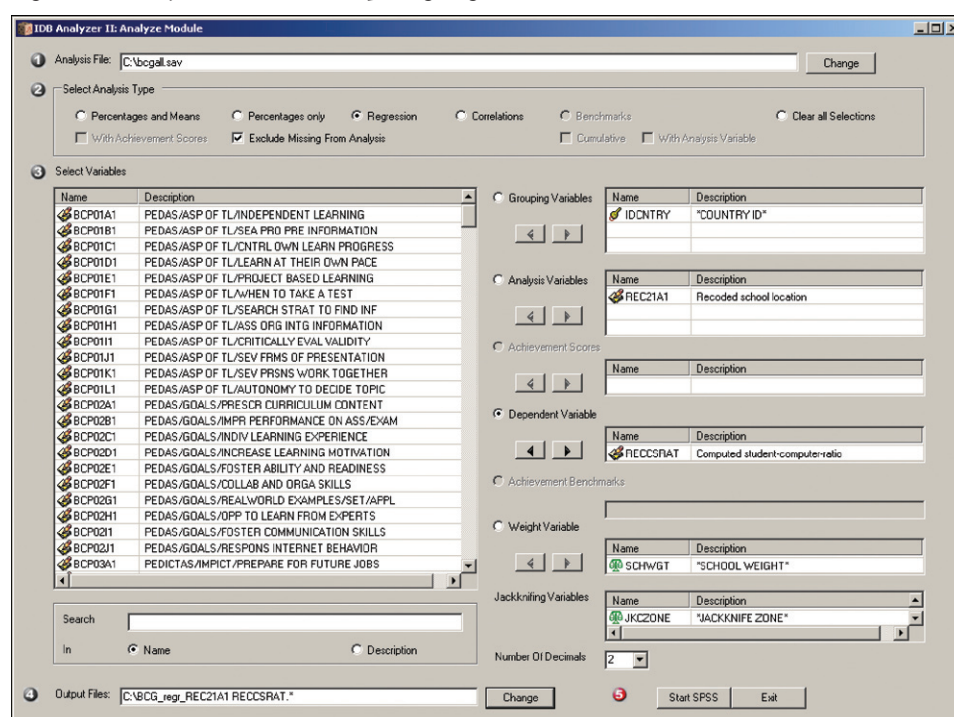 IDB Analyzer II: Analyze Module
1 Analysis File: C:\bcgall.sav Change
2 Select Analysis Type
Percentages and Means Percentages only Regression Correlations Benchmarks Clear all Selections
With Achievement Scores Exclude Missing From Analysis Cumulative With Analysis Variable
3 Select Variables
Name Description
BCP01A1 PEDAS/ASP OF TL/INDEPENDENT LEARNING
BCP01B1 PEDAS/ASP OF TL/SEA PRO PRE INFORMATION
BCP01C1 PEDAS/ASP OF TL/CNTRL OWN LEARN PROGRESS
BCP01D1 PEDAS/ASP OF TL/LEARN AT THEIR OWN PACE
BCP01E1 PEDAS/ASP OF TL/PROJECT BASED LEARNING
BCP01F1 PEDAS/ASP OF TL/WHEN TO TAKE A TEST
BCP01G1 PEDAS/ASP OF TL/SEARCH STRAT TO FIND INF
BCP01H1 PEDAS/ASP OF TL/ASS ORG INTG INFORMATION
BCP01I1 PEDAS/ASP OF TL/CRITICALLY EVAL VALIDITY
BCP01J1 PEDAS/ASP OF TL/SEV FRMS OF PRESENTATION
BCP01K1 PEDAS/ASP OF TL/SEV PRSNS WORK TOGETHER
BCP01L1 PEDAS/ASP OF TL/AUTONOMY TO DECIDE TOPIC
BCP02A1 PEDAS/GOALS/PRESCR CURRICULUM CONTENT
BCP02B1 PEDAS/GOALS/IMPR PERFORMANCE ON ASS/EXAM
BCP02C1 PEDAS/GOALS/INDIV LEARNING EXPERIENCE
BCP02D1 PEDAS/GOALS/INCREASE LEARNING MOTIVATION
BCP02E1 PEDAS/GOALS/FOSTER ABILITY AND READINESS
BCP02F1 PEDAS/GOALS/COLLAB AND ORGA SKILLS
BCP02G1 PEDAS/GOALS/REALWORLD EXAMPLES/SET/APPL
BCP02H1 PEDAS/GOALS/OPP TO LEARN FROM EXPERTS
BCP02I1 PEDAS/GOALS/FOSTER COMMUNICATION SKILLS
BCP02J1 PEDAS/GOALS/RESPONS INTERNET BEHAVIOR
BCP03A1 PEDICTAS/IMPICT/PREPARE FOR FUTURE JOBS
Search
In Name Description
Grouping Variables
Name Description
IDCNTRY "COUNTRY ID"
Analysis Variables
Name Description
REC21A1 Recoded school location
Achievement Scores
Name Description
Dependent Variable
Name Description
RECCSRAT Computed student-computer-ratio
Achievement Benchmarks
Weight Variable
Name Description
SCHWGT "SCHOOL WEIGHT"
Jackknifing Variables
Name Description
JKCZONE "JACKKNIFE ZONE"
Number Of Decimals 2
4 Output Files: C:\BCG_regr_REC21A1 RECCSRAT.* Change
5 Start SPSS Exit